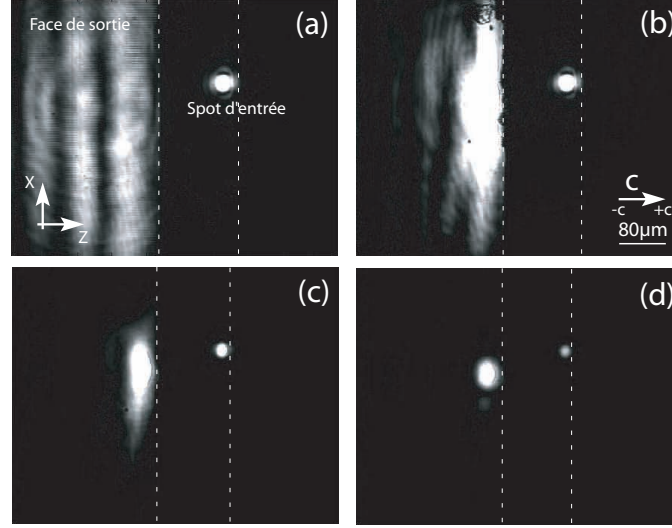 Face de sortie
(a)
Spot d'entrée
X
Z
(b)
C
-c +c
80µm
(c)
(d)